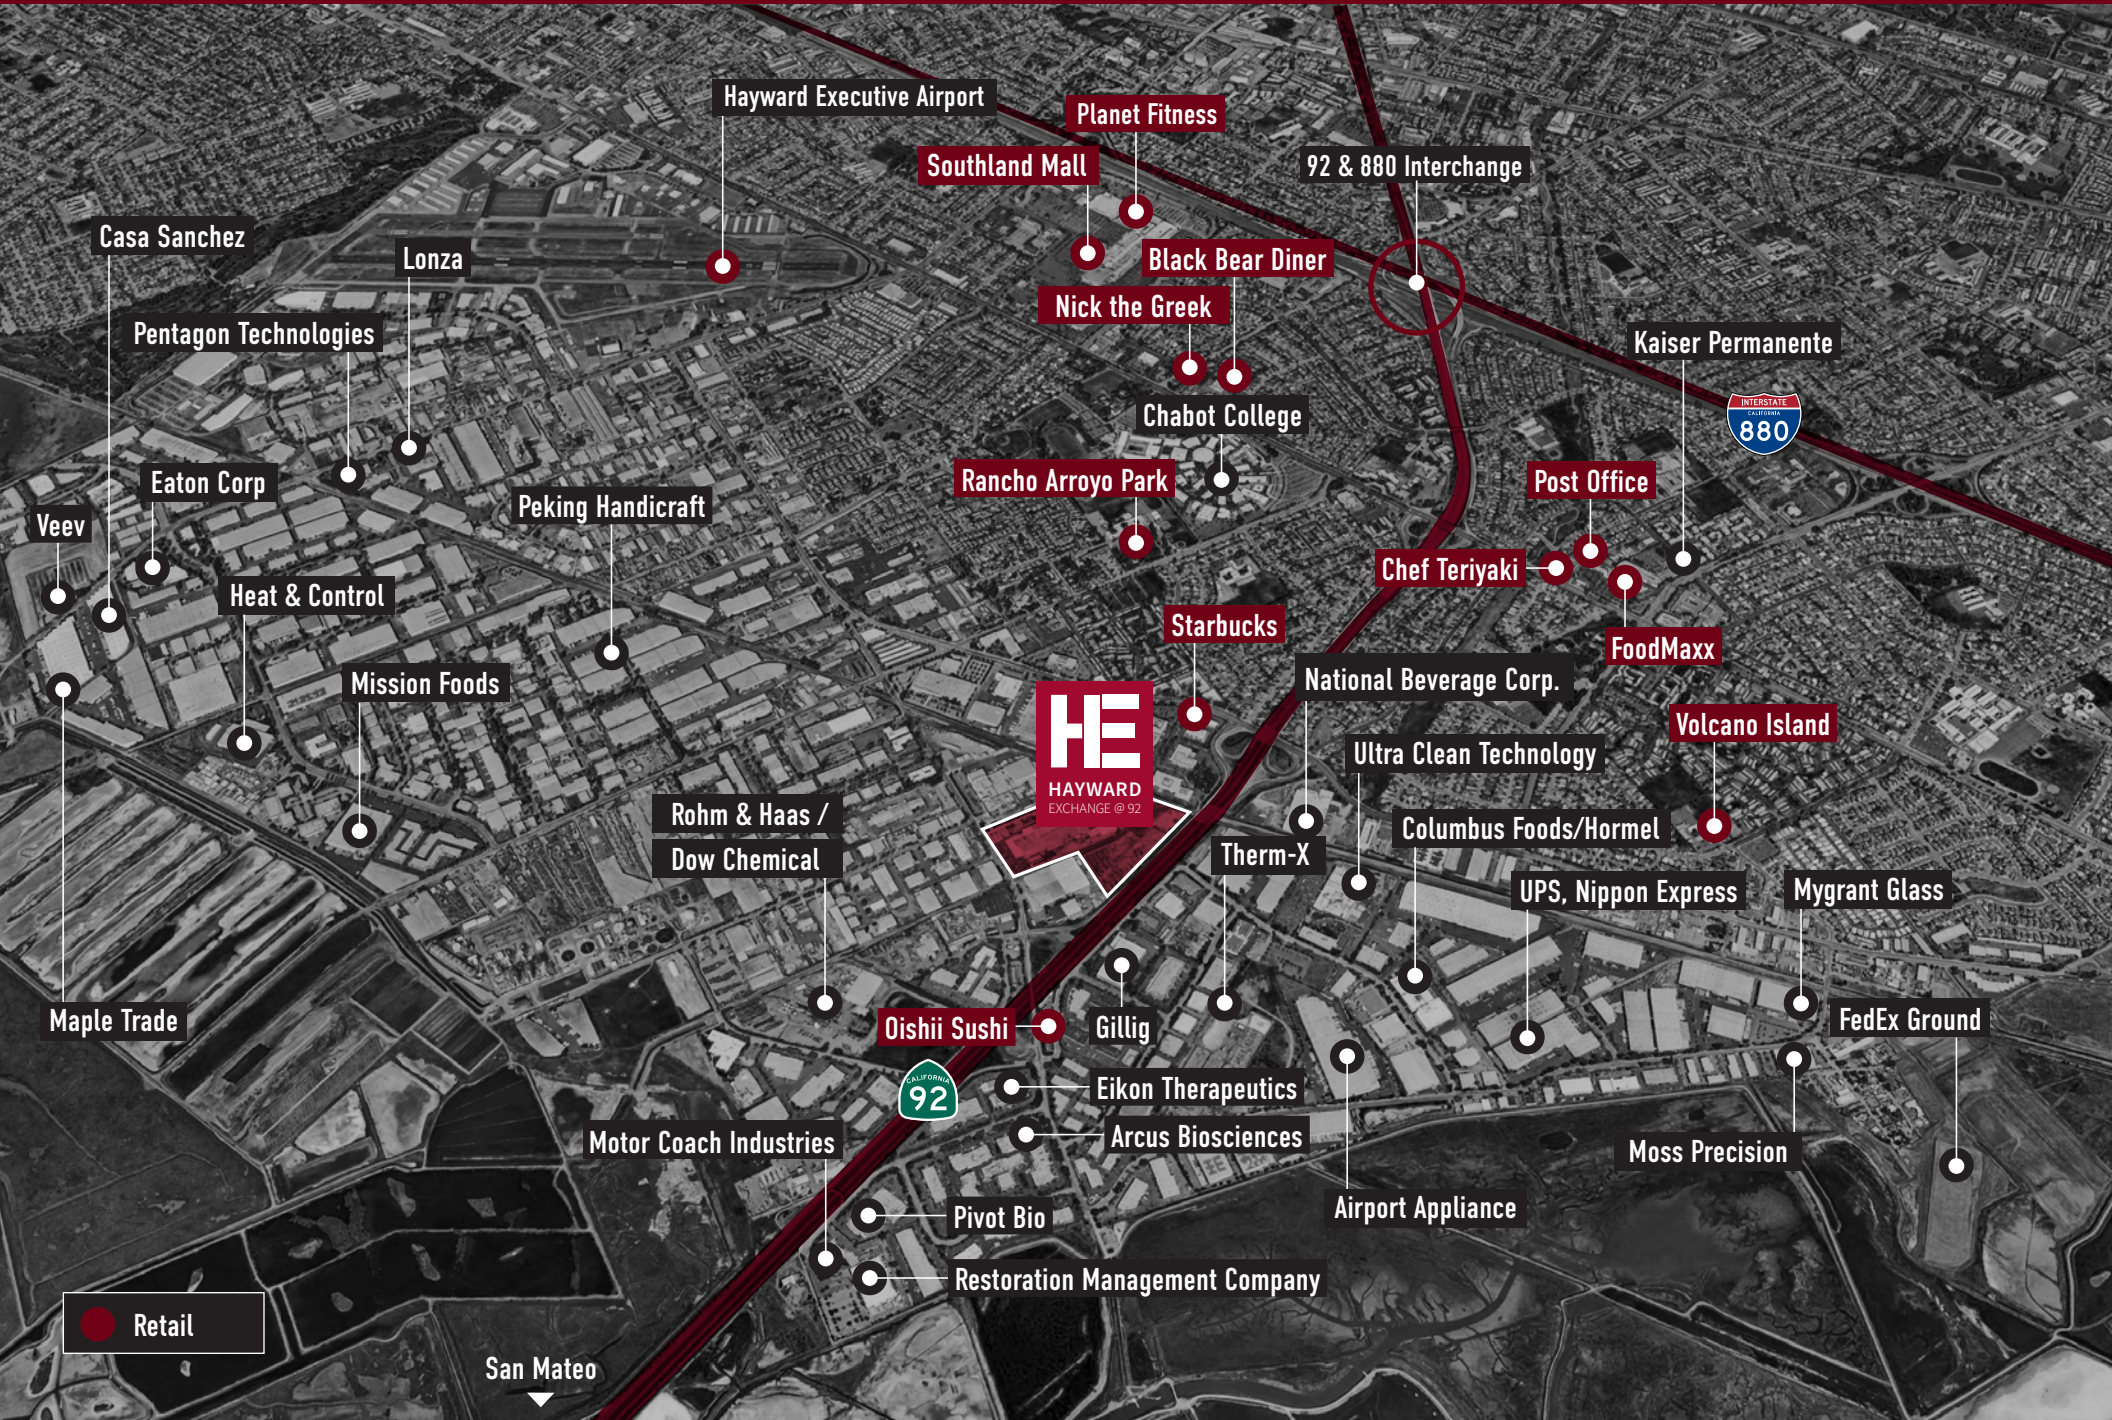 Hayward Executive Airport
Planet Fitness
Southland Mall
92 & 880 Interchange
Casa Sanchez
Lonza
Black Bear Diner
Nick the Greek
Pentagon Technologies
Kaiser Permanente
INTERSTATE
CALIFORNIA
880
Chabot College
Eaton Corp
Rancho Arroyo Park
Post Office
Peking Handicraft
Veev
Chef Teriyaki
Heat & Control
Starbucks
FoodMaxx
Mission Foods
National Beverage Corp.
HE
HAYWARD
EXCHANGE @ 92
Volcano Island
Ultra Clean Technology
Rohm & Haas /
Dow Chemical
Columbus Foods/Hormel
Therm-X
UPS, Nippon Express
Mygrant Glass
Maple Trade
Oishii Sushi
Gillig
FedEx Ground
CALIFORNIA
92
Eikon Therapeutics
Motor Coach Industries
Arcus Biosciences
Moss Precision
Pivot Bio
Airport Appliance
Restoration Management Company
Retail
San Mateo